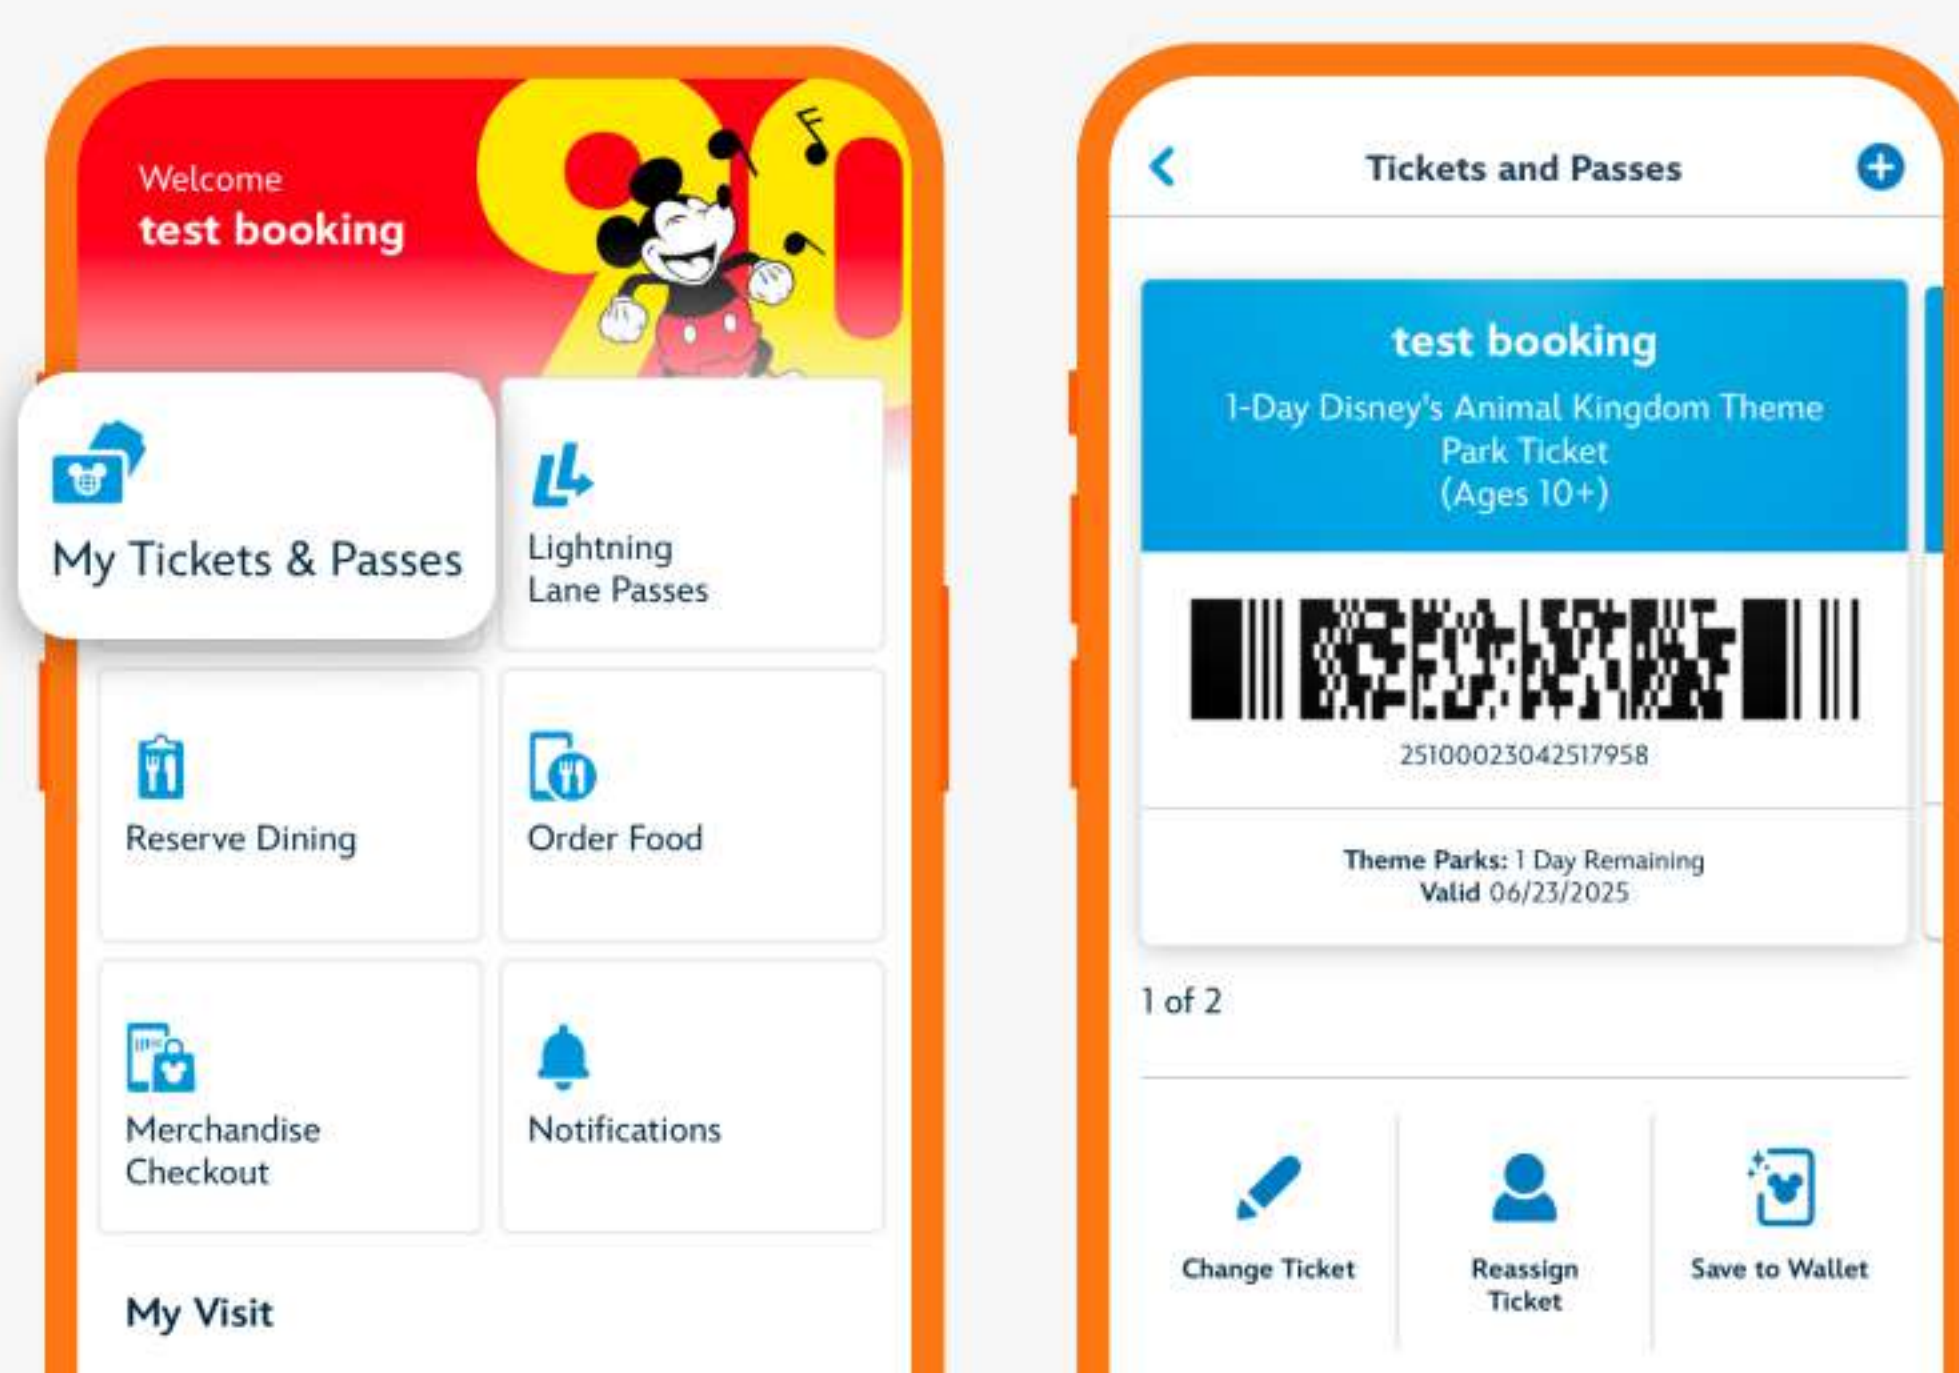 Welcome
test booking
My Tickets & Passes
Lightning
Lane Passes
Reserve Dining
Order Food
Merchandise
Checkout
Notifications
My Visit
Tickets and Passes
test booking
1-Day Disney's Animal Kingdom Theme
Park Ticket
(Ages 10+)
25100023042517958
Theme Parks: 1 Day Remaining
Valid 06/23/2025
1 of 2
Change Ticket
Reassign
Ticket
Save to Wallet